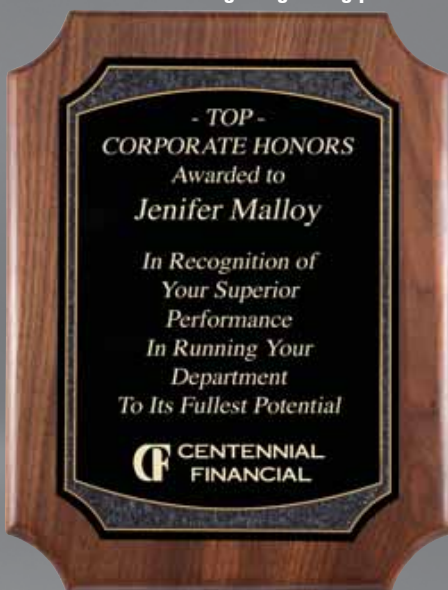 - TOP -
CORPORATE HONORS
Awarded to
Jenifer Malloy
In Recognition of
Your Superior
Performance
In Running Your
Department
To Its Fullest Potential
CENTENNIAL
FINANCIAL